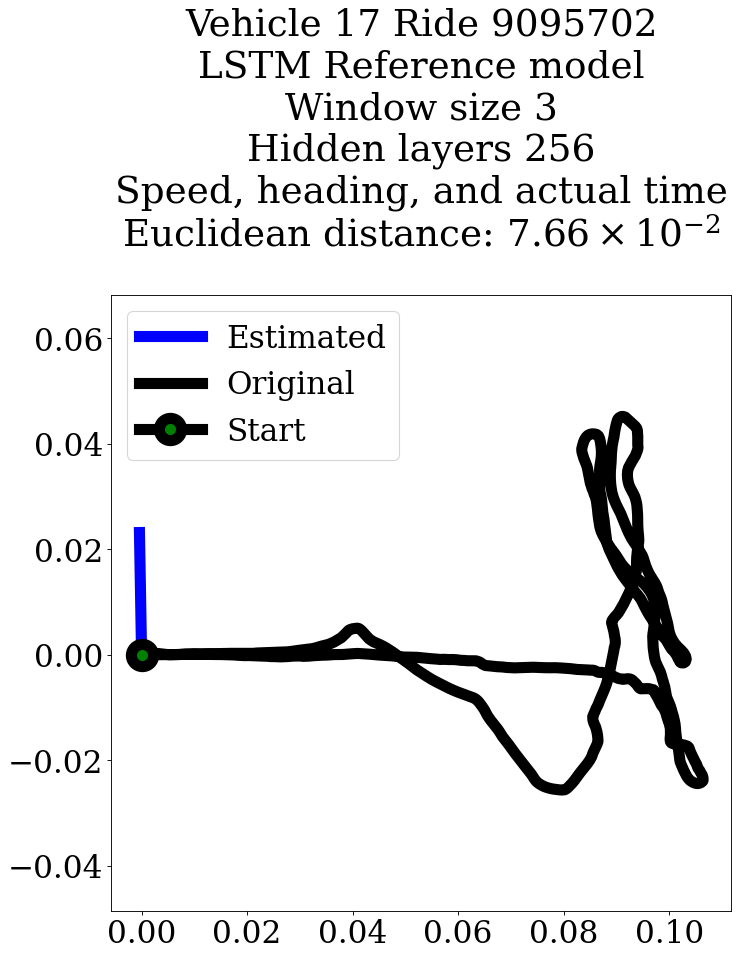 Vehicle 17 Ride 9095702
LSTM Reference model
Window size 3
Hidden layers 256
Speed, heading, and actual time
Euclidean distance: 7.66 × 10⁻²
Estimated
Original
Start
0.06
0.04
0.02
0.00
−0.02
−0.04
0.00 0.02 0.04 0.06 0.08 0.10